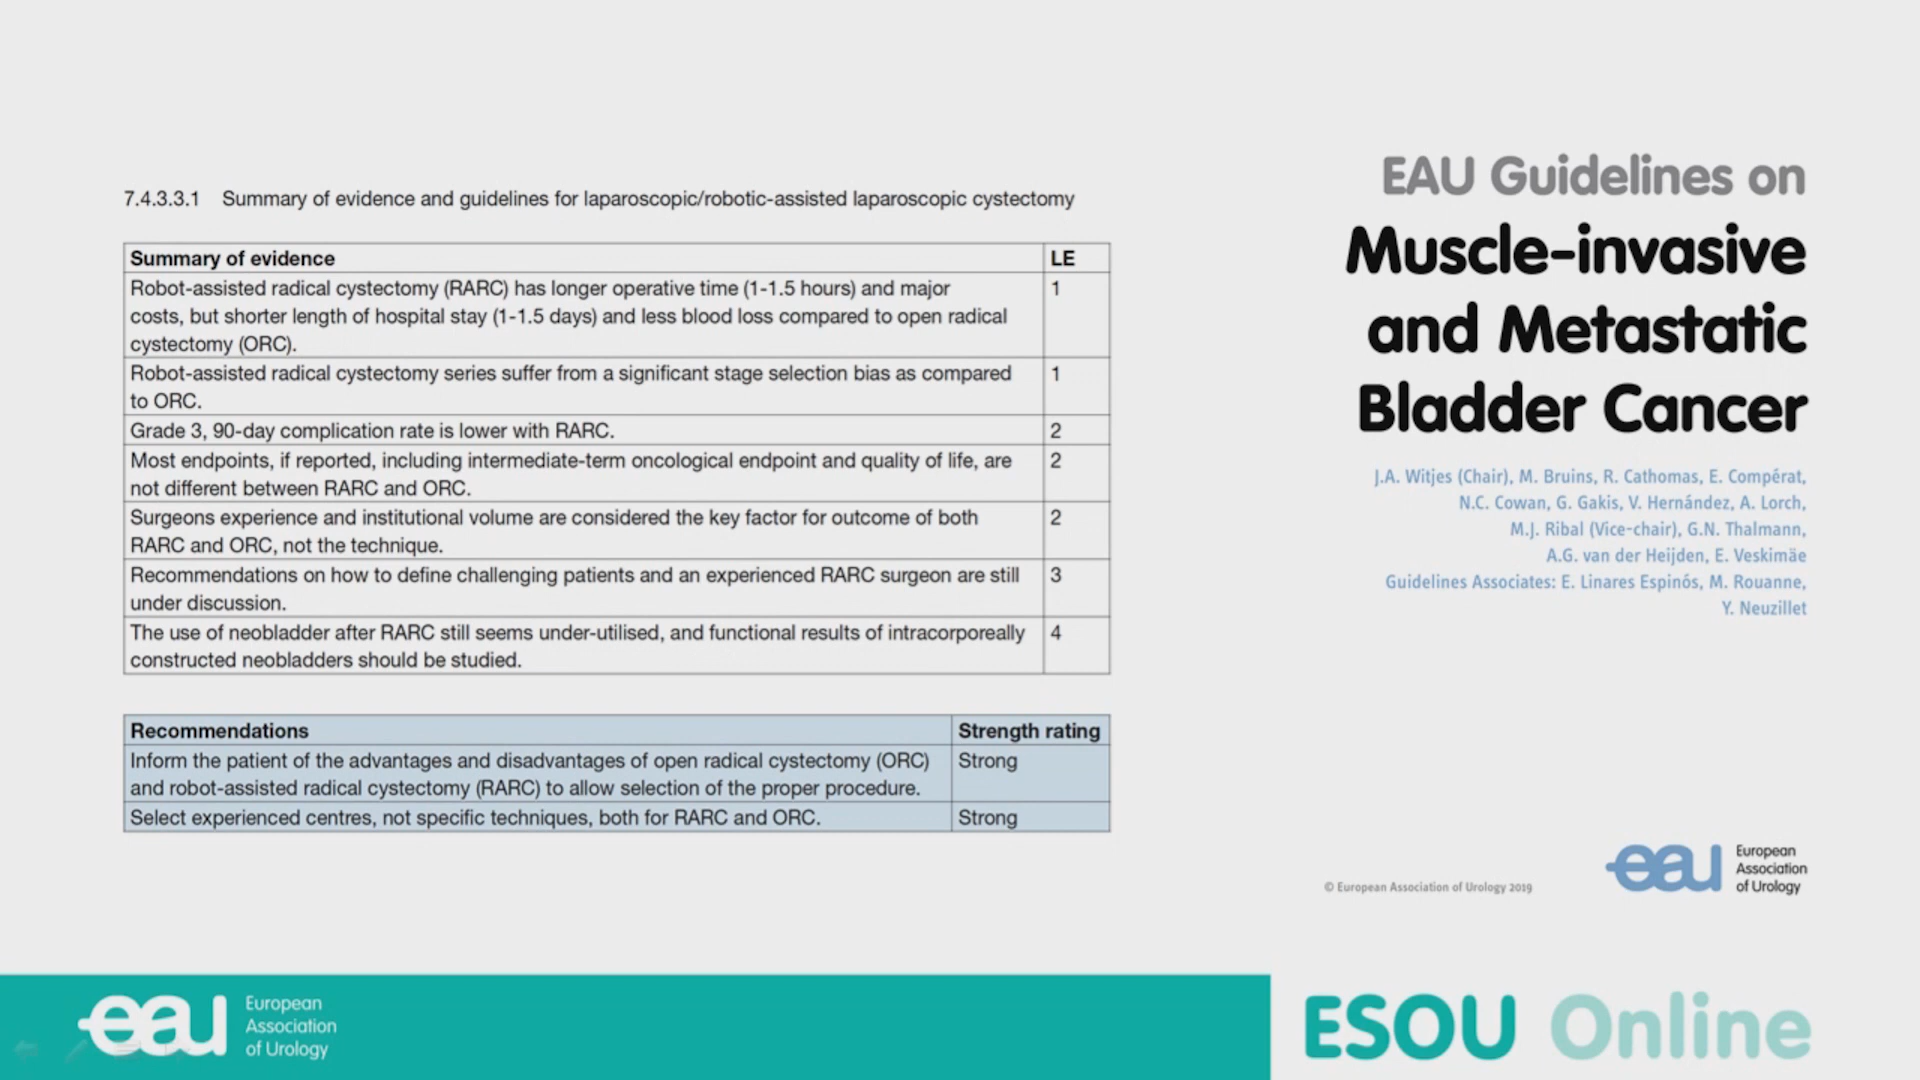 7.4.3.3.1 Summary of evidence and guidelines for laparoscopic/robotic-assisted laparoscopic cystectomy
Summary of evidence LE
Robot-assisted radical cystectomy (RARC) has longer operative time (1-1.5 hours) and major 1
costs, but shorter length of hospital stay (1-1.5 days) and less blood loss compared to open radical
cystectomy (ORC).
Robot-assisted radical cystectomy series suffer from a significant stage selection bias as compared 1
to ORC.
Grade 3, 90-day complication rate is lower with RARC. 2
Most endpoints, if reported, including intermediate-term oncological endpoint and quality of life, are 2
not different between RARC and ORC.
Surgeons experience and institutional volume are considered the key factor for outcome of both 2
RARC and ORC, not the technique.
Recommendations on how to define challenging patients and an experienced RARC surgeon are still 3
under discussion.
The use of neobladder after RARC still seems under-utilised, and functional results of intracorporeally 4
constructed neobladders should be studied.
Recommendations Strength rating
Inform the patient of the advantages and disadvantages of open radical cystectomy (ORC) Strong
and robot-assisted radical cystectomy (RARC) to allow selection of the proper procedure.
Select experienced centres, not specific techniques, both for RARC and ORC. Strong
EAU Guidelines on
Muscle-invasive
and Metastatic
Bladder Cancer
J.A. Witjes (Chair), M. Bruins, R. Cathomas, E. Compérat,
N.C. Cowan, G. Gakis, V. Hernández, A. Lorch,
M.J. Ribal (Vice-chair), G.N. Thalmann,
A.G. van der Heijden, E. Veskimäe
Guidelines Associates: E. Linares Espinós, M. Rouanne,
Y. Neuzillet
© European Association of Urology 2019
eau
European
Association
of Urology
eau
European
Association
of Urology
ESOU Online